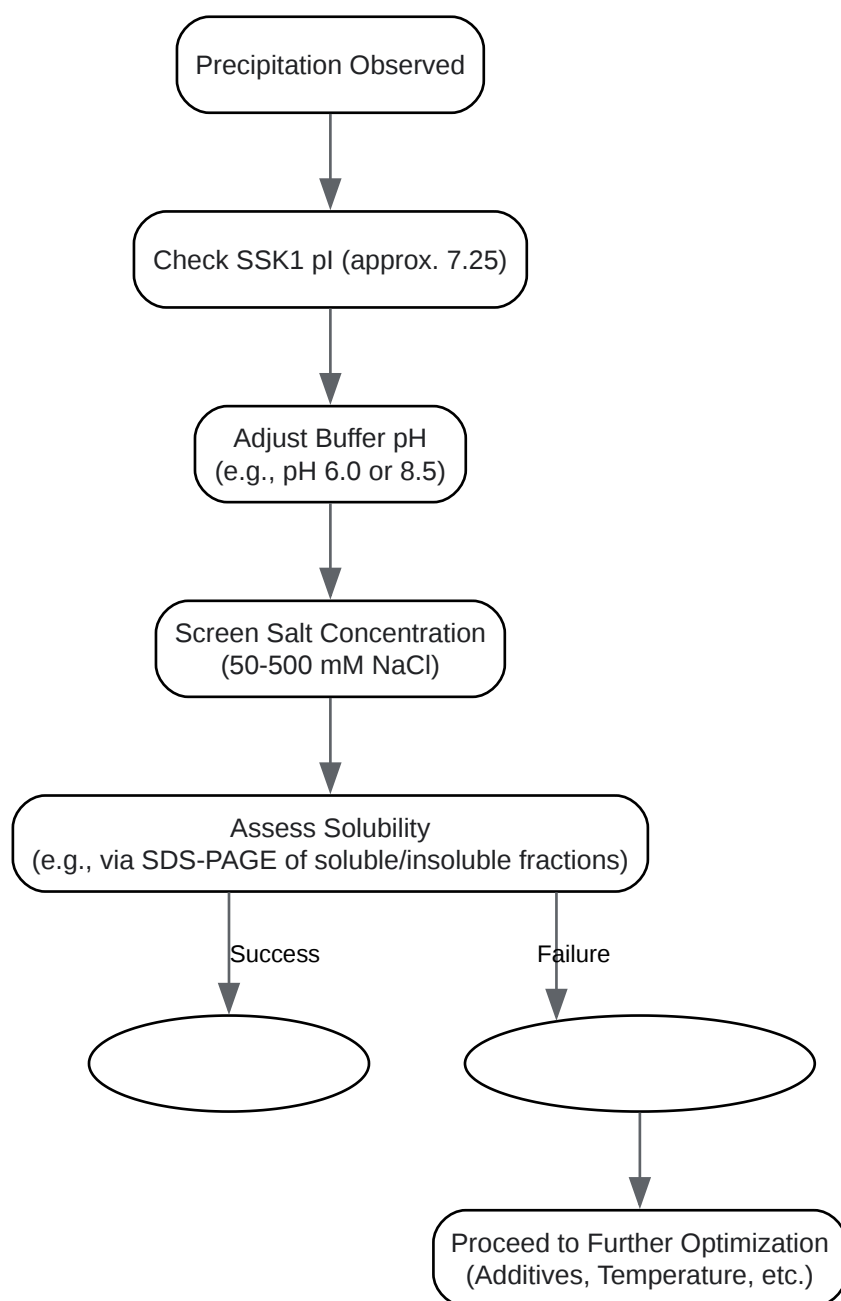 Precipitation Observed
Check SSK1 pI (approx. 7.25)
Adjust Buffer pH
(e.g., pH 6.0 or 8.5)
Screen Salt Concentration
(50-500 mM NaCl)
Assess Solubility
(e.g., via SDS-PAGE of soluble/insoluble fractions)
Success
Failure
Proceed to Further Optimization
(Additives, Temperature, etc.)